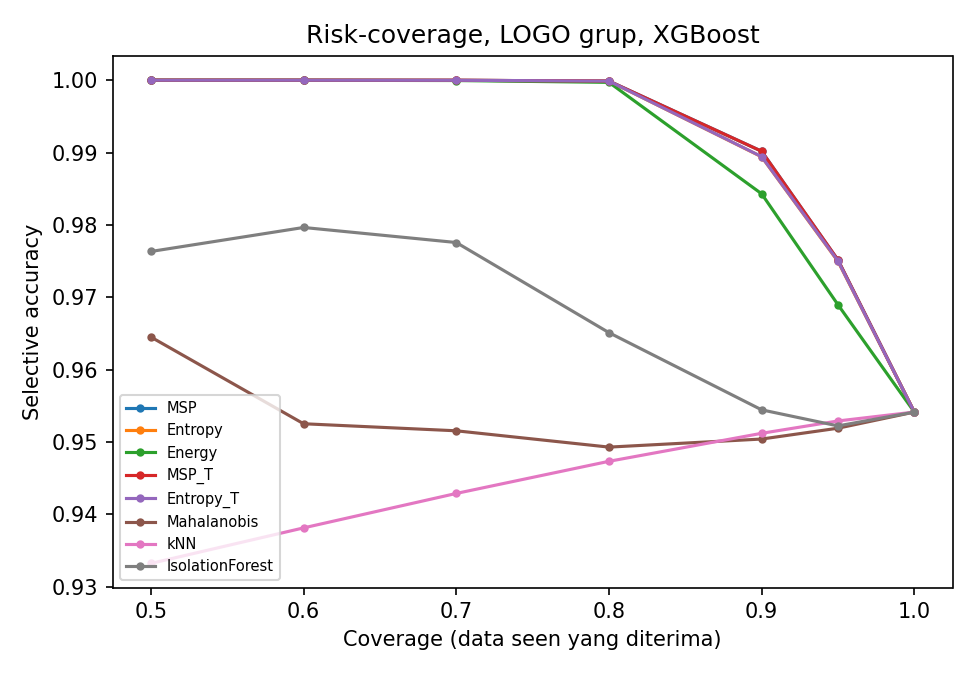 Risk-coverage, LOGO grup, XGBoost
Selective accuracy
1.00
0.99
0.98
0.97
0.96
0.95
0.94
0.93
MSP
Entropy
Energy
MSP_T
Entropy_T
Mahalanobis
kNN
IsolationForest
0.5 0.6 0.7 0.8 0.9 1.0
Coverage (data seen yang diterima)